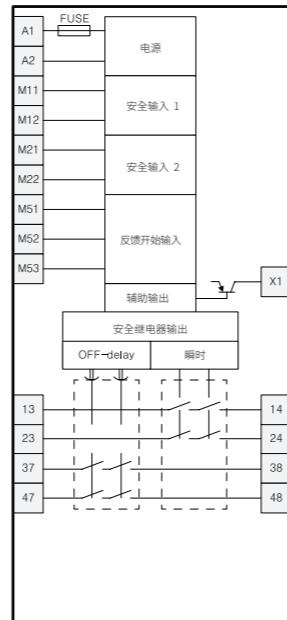 FUSE
A1
电源
A2
M11
安全输入 1
M12
M21
安全输入 2
M22
M51
M52
反馈开始输入
M53
X1
辅助输出
安全继电器输出
OFF-delay
瞬时
13
14
23
24
37
38
47
48